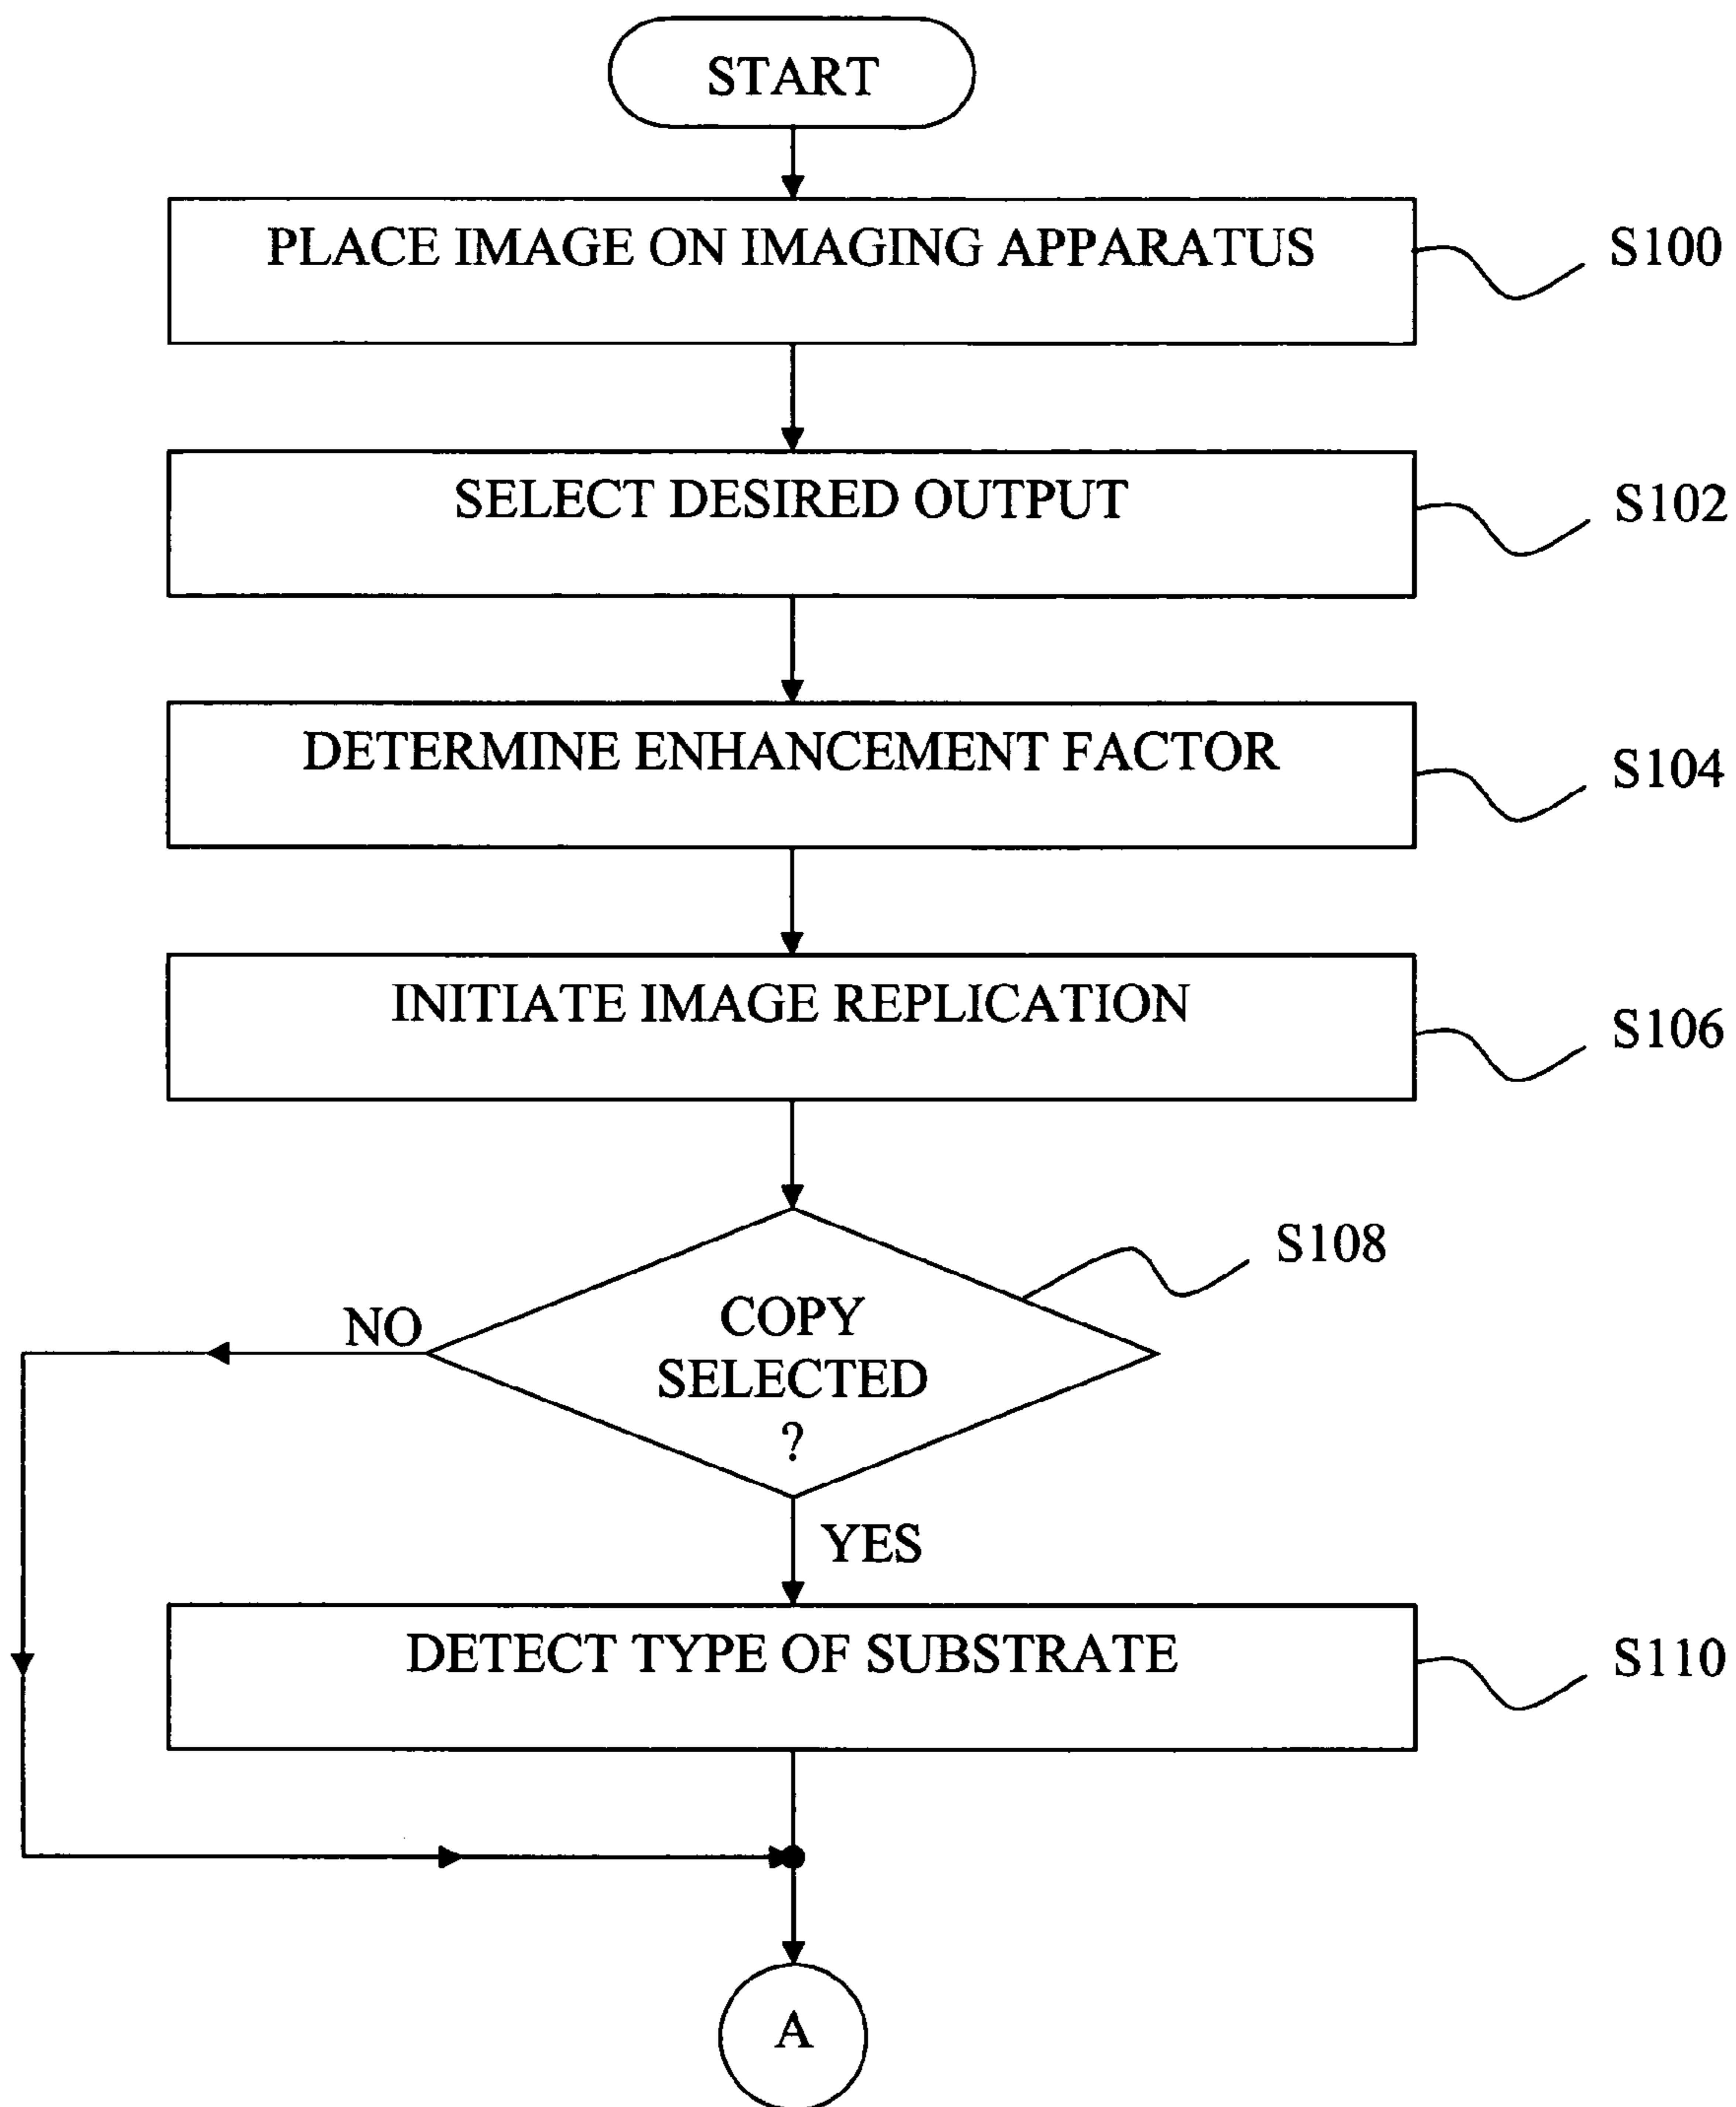 START
PLACE IMAGE ON IMAGING APPARATUS
S100
SELECT DESIRED OUTPUT
S102
DETERMINE ENHANCEMENT FACTOR
S104
INITIATE IMAGE REPLICATION
S106
S108
COPY
SELECTED
?
NO
YES
DETECT TYPE OF SUBSTRATE
S110
A